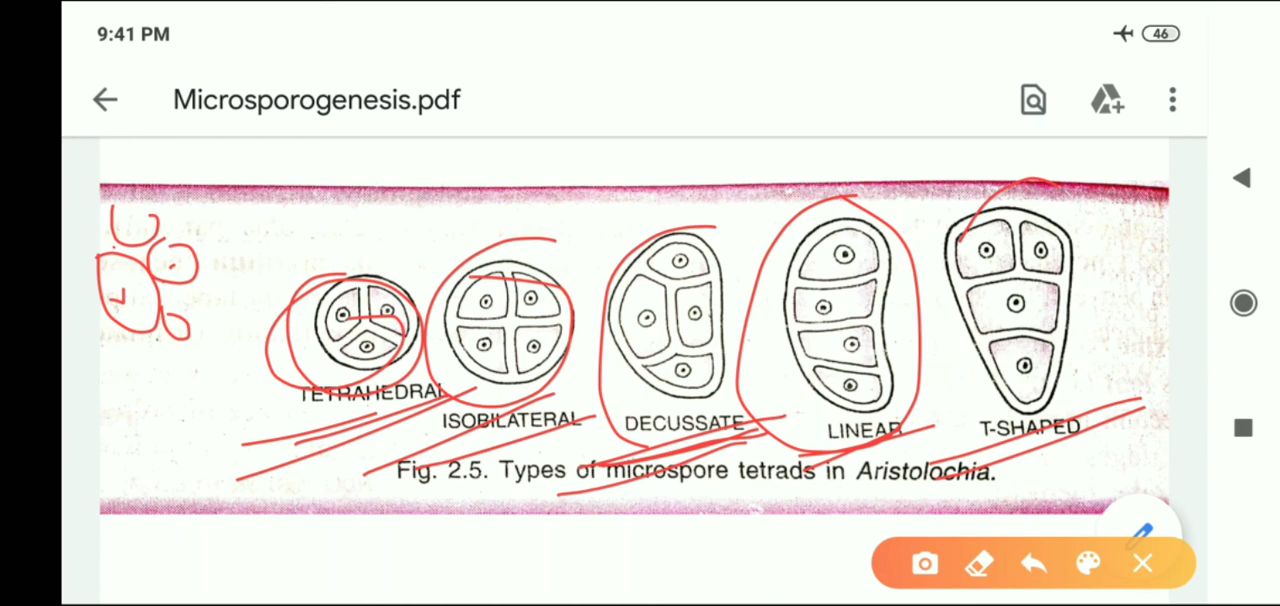 9:41 PM
46
Microsporogenesis.pdf
TETRAHEDRAL
ISOBILATERAL
DECUSSATE
LINEAR
T-SHAPED
Fig. 2.5. Types of microspore tetrads in Aristolochia.